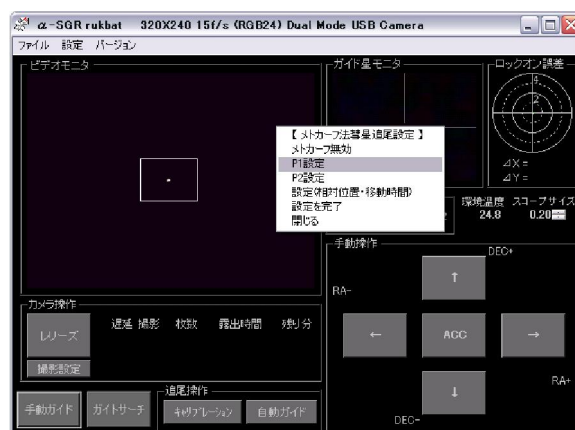 α-SGR rukbat 320X240 15f/s (RGB24) Dual Mode USB Camera
ファイル 設定 バージョン
ビデオモニタ
ガイド星モニタ
ロックオン誤差
4
2
⊿X=
⊿Y=
【 メトカーフ法彗星追尾設定 】
メトカーフ無効
P1設定
P2設定
設定(相対位置・移動時間)
設定を完了
閉じる
環境温度 スコープサイズ
24.8 0.20
手動操作
DEC+
RA-
↑
← ACC →
↓
RA+
DEC-
カメラ操作
レリーズ
遅延 撮影 枚数 露出時間 残り分
撮影設定
追尾操作
手動ガイド ガイドサーチ キャリブレーション 自動ガイド